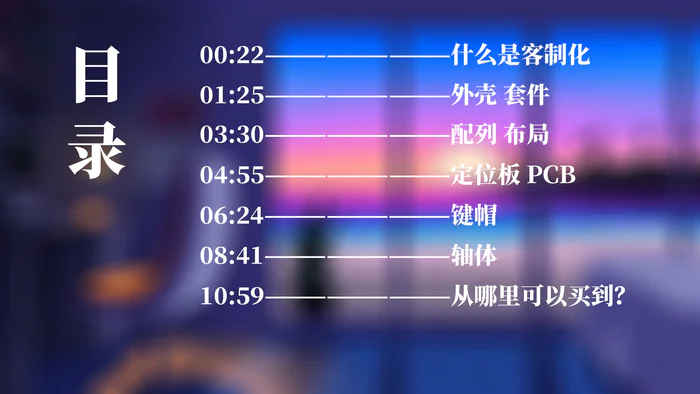 目录
00:22———什么是客制化
01:25———外壳 套件
03:30———配列 布局
04:55———定位板 PCB
06:24———键帽
08:41———轴体
10:59———从哪里可以买到?